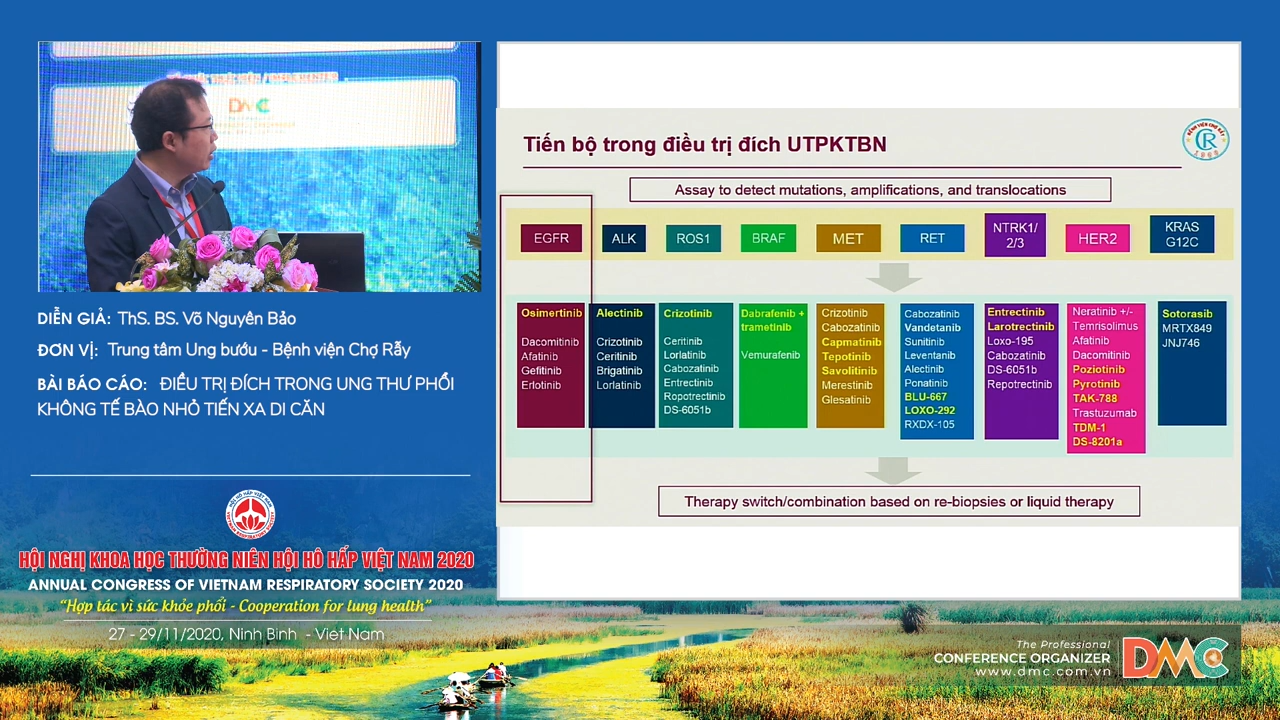 DMC
DIỄN GIẢ: ThS. BS. Võ Nguyên Bảo
ĐƠN VỊ: Trung tâm Ung bướu - Bệnh viện Chợ Rẫy
BÀI BÁO CÁO: ĐIỀU TRỊ ĐÍCH TRONG UNG THƯ PHỔI
KHÔNG TẾ BÀO NHỎ TIẾN XA DI CĂN
HỘI NGHỊ KHOA HỌC THƯỜNG NIÊN HỘI HÔ HẤP VIỆT NAM 2020
ANNUAL CONGRESS OF VIETNAM RESPIRATORY SOCIETY 2020
"Hợp tác vì sức khỏe phổi - Cooperation for lung health"
27 - 29/11/2020, Ninh Binh - Viet Nam
Tiến bộ trong điều trị đích UTPKTBN
BỆNH VIỆN CHỢ RẪY
Assay to detect mutations, amplifications, and translocations
EGFR
ALK
ROS1
BRAF
MET
RET
NTRK1/
2/3
HER2
KRAS
G12C
Osimertinib
Dacomitinib
Afatinib
Gefitinib
Erlotinib
Alectinib
Crizotinib
Ceritinib
Brigatinib
Lorlatinib
Crizotinib
Ceritinib
Lorlatinib
Cabozatinib
Entrectinib
Ropotrectinib
DS-6051b
Dabrafenib +
trametinib
Vemurafenib
Crizotinib
Cabozatinib
Capmatinib
Tepotinib
Savolitinib
Merestinib
Glesatinib
Cabozatinib
Vandetanib
Sunitinib
Leventanib
Alectinib
Ponatinib
BLU-667
LOXO-292
RXDX-105
Entrectinib
Larotrectinib
Loxo-195
Cabozatinib
DS-6051b
Repotrectinib
Neratinib +/-
Temrisolimus
Afatinib
Dacomitinib
Poziotinib
Pyrotinib
TAK-788
Trastuzumab
TDM-1
DS-8201a
Sotorasib
MRTX849
JNJ746
Therapy switch/combination based on re-biopsies or liquid therapy
The Professional
CONFERENCE ORGANIZER
www.dmc.com.vn
DMC